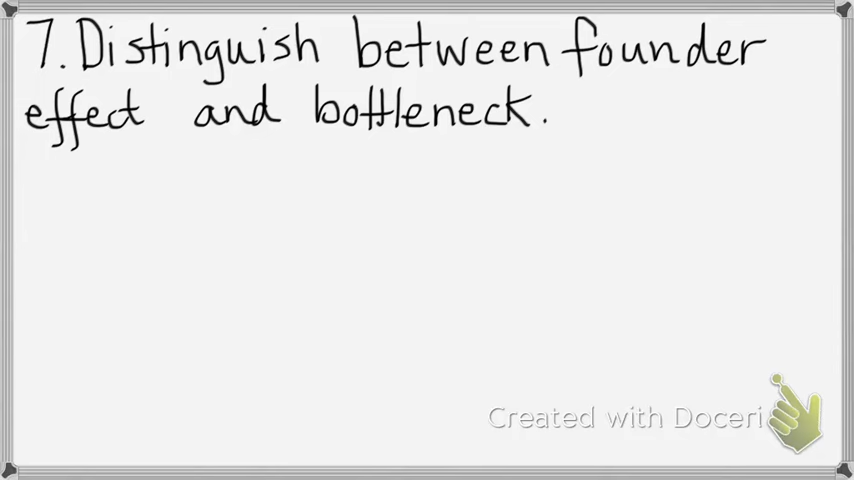 7. Distinguish between founder
effect and bottleneck.
Created with Doceri